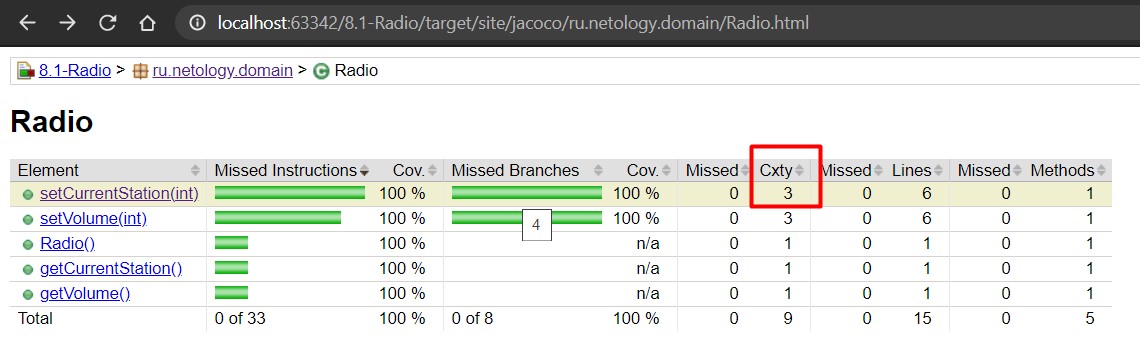 localhost:63342/8.1-Radio/target/site/jacoco/ru.netology.domain/Radio.html
8.1-Radio > ru.netology.domain > Radio
Radio
Element Missed Instructions Cov. Missed Branches Cov. Missed Cxty Missed Lines Missed Methods
setCurrentStation(int) 100 % 100 % 0 3 0 6 0 1
setVolume(int) 100 % 4 100 % 0 3 0 6 0 1
Radio() 100 % n/a 0 1 0 1 0 1
getCurrentStation() 100 % n/a 0 1 0 1 0 1
getVolume() 100 % n/a 0 1 0 1 0 1
Total 0 of 33 100 % 0 of 8 100 % 0 9 0 15 0 5